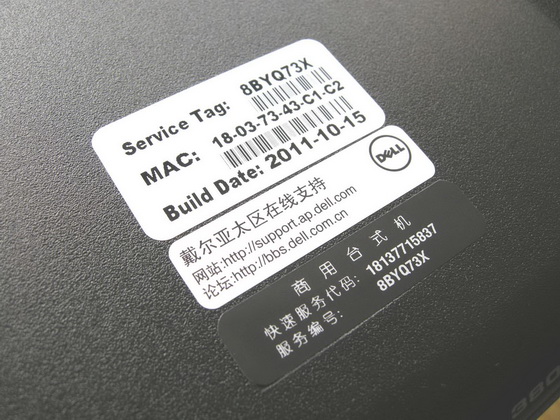 Service Tag: 8BYQ73X
MAC: 18-03-73-43-C1-C2
Build Date: 2011-10-15
DELL
戴尔亚太区在线支持
网站:http://support.ap.dell.com
论坛:http://bbs.dell.com.cn
商用台式机
快速服务代码: 18137715837
服务编号: 8BYQ73X